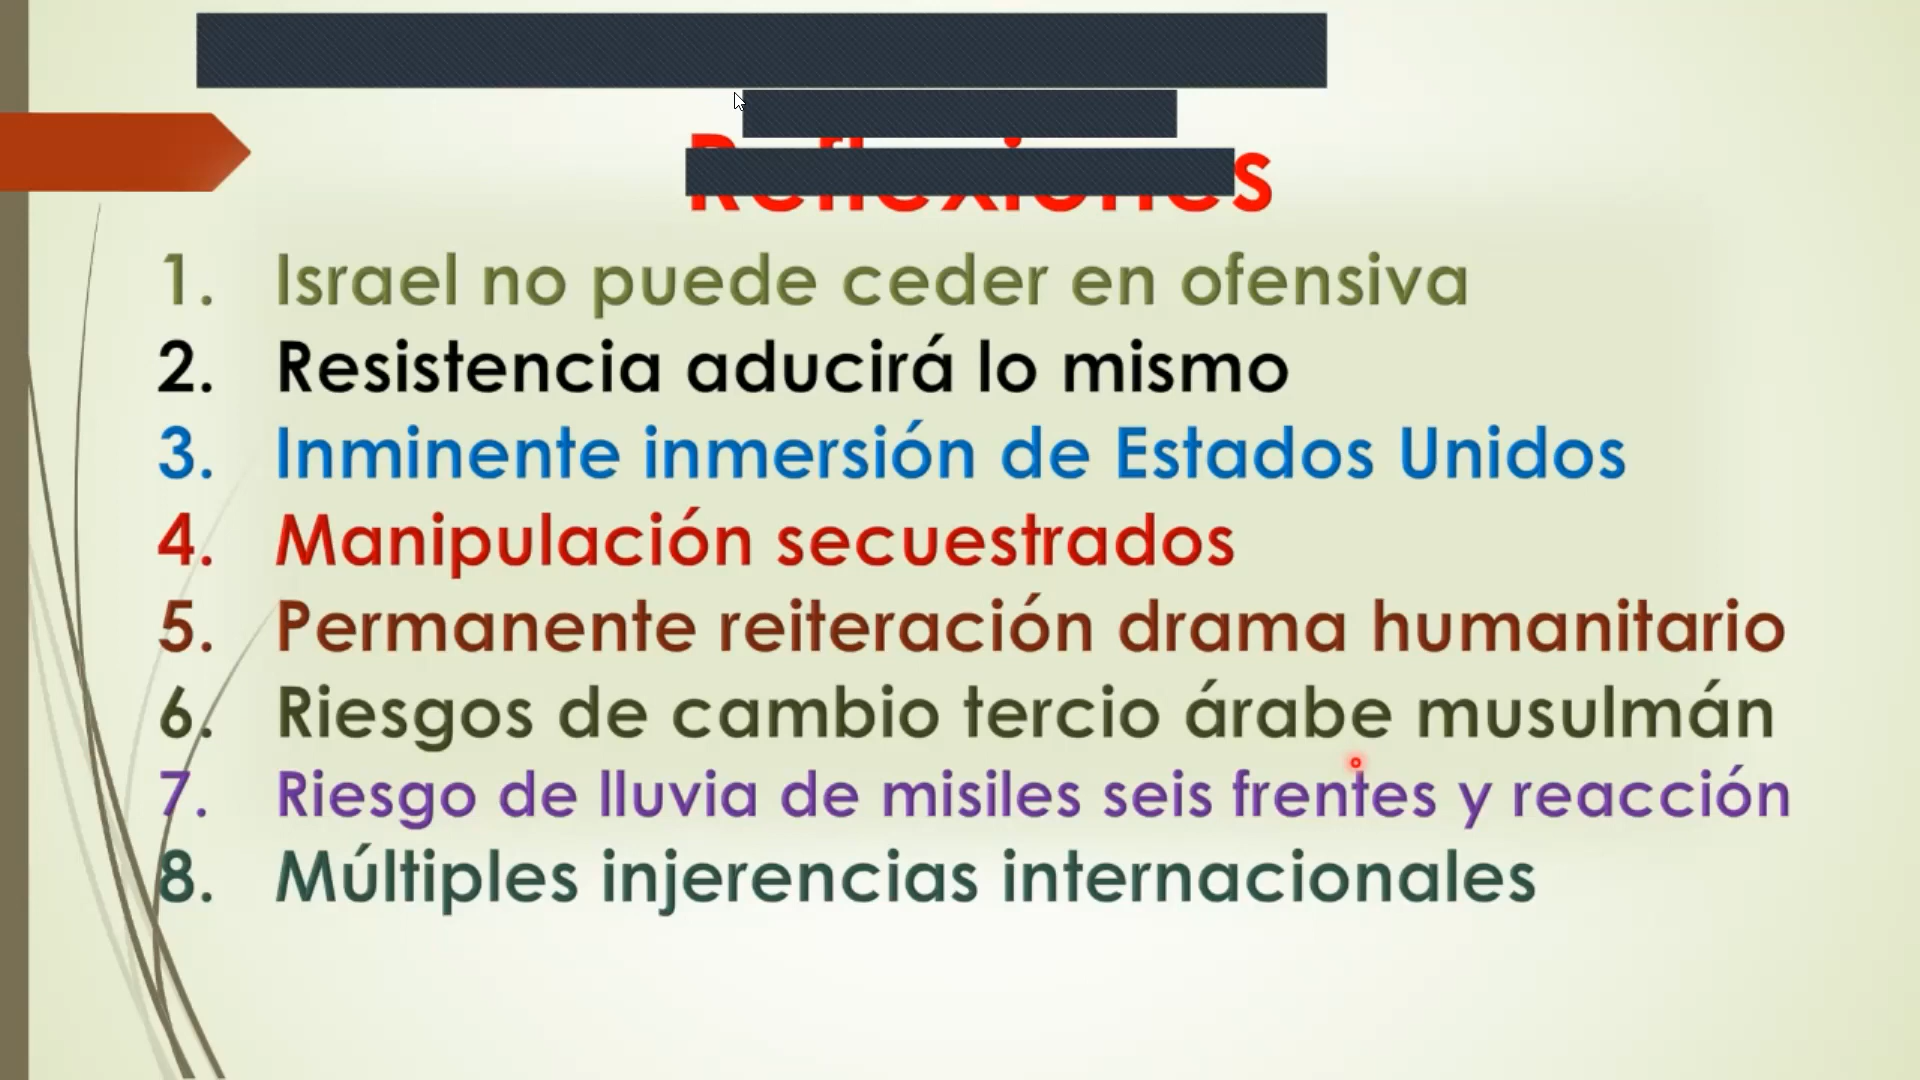 Reflexiones
1. Israel no puede ceder en ofensiva
2. Resistencia aducirá lo mismo
3. Inminente inmersión de Estados Unidos
4. Manipulación secuestrados
5. Permanente reiteración drama humanitario
6. Riesgos de cambio tercio árabe musulmán
7. Riesgo de lluvia de misiles seis frentes y reacción
8. Múltiples injerencias internacionales